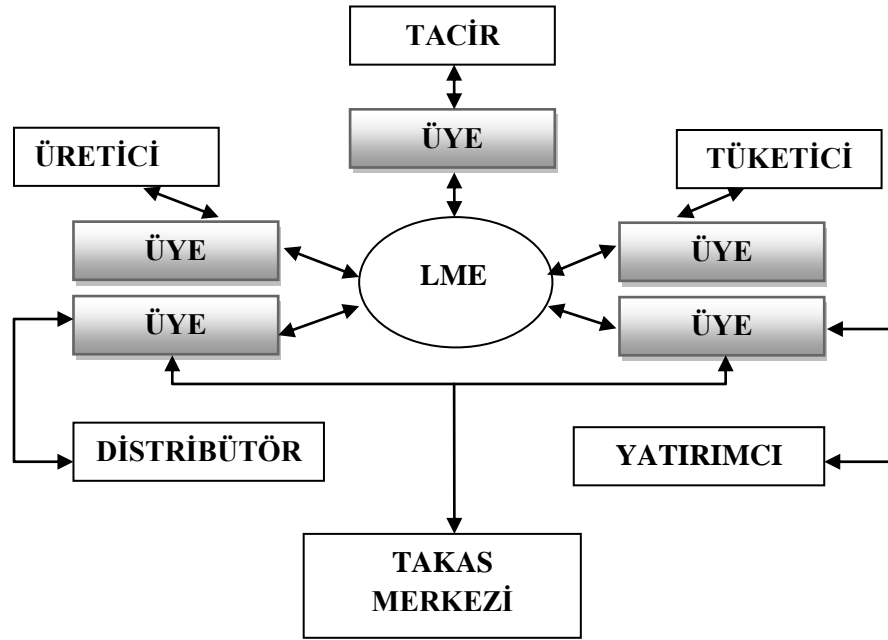 TACİR
ÜYE
ÜRETİCİ
TÜKETİCİ
ÜYE
LME
ÜYE
ÜYE
ÜYE
DİSTRİBÜTÖR
YATIRIMCI
TAKAS
MERKEZİ